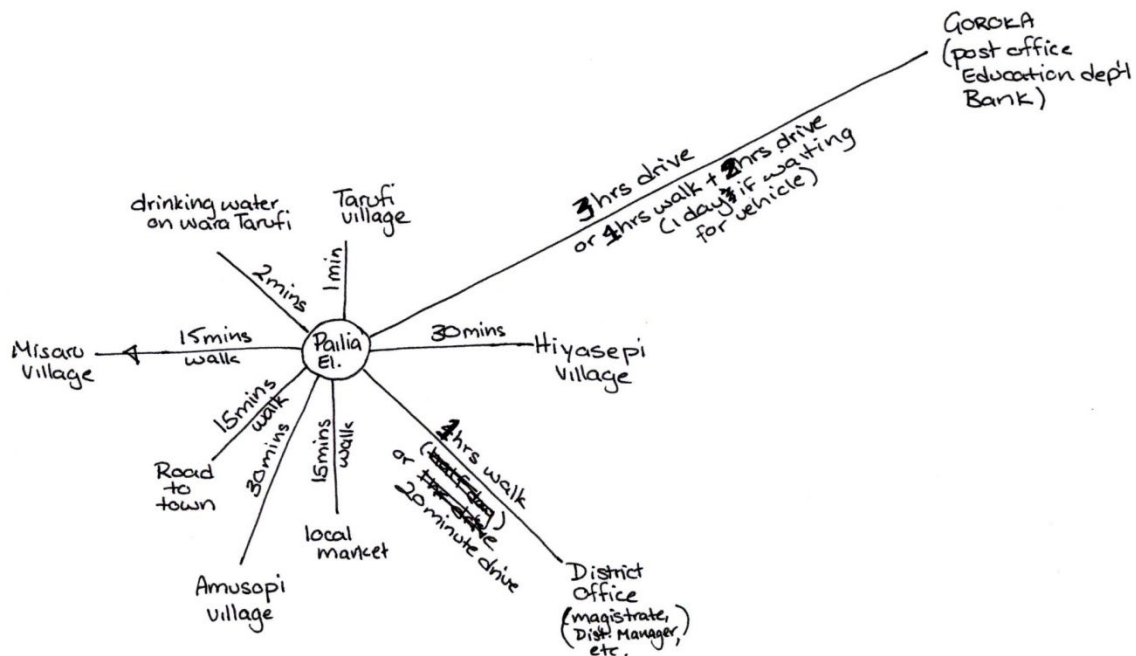 GOROKA
(post office
Education dep't
Bank)
3hrs drive
or 4hrs walk + 2hrs drive
(1 day if waiting
for vehicle)
drinking water
on wara Tarufi
2mins
Tarufi
village
1min
Misaru
village
15mins
walk
Pailia
El.
30mins
Hiyasepi
village
15mins
walk
Road
to
town
30mins
Amusapi
village
15mins
walk
local
market
4hrs walk
or
20 minute drive
District
Office
(magistrate,
Dist. Manager,
etc.